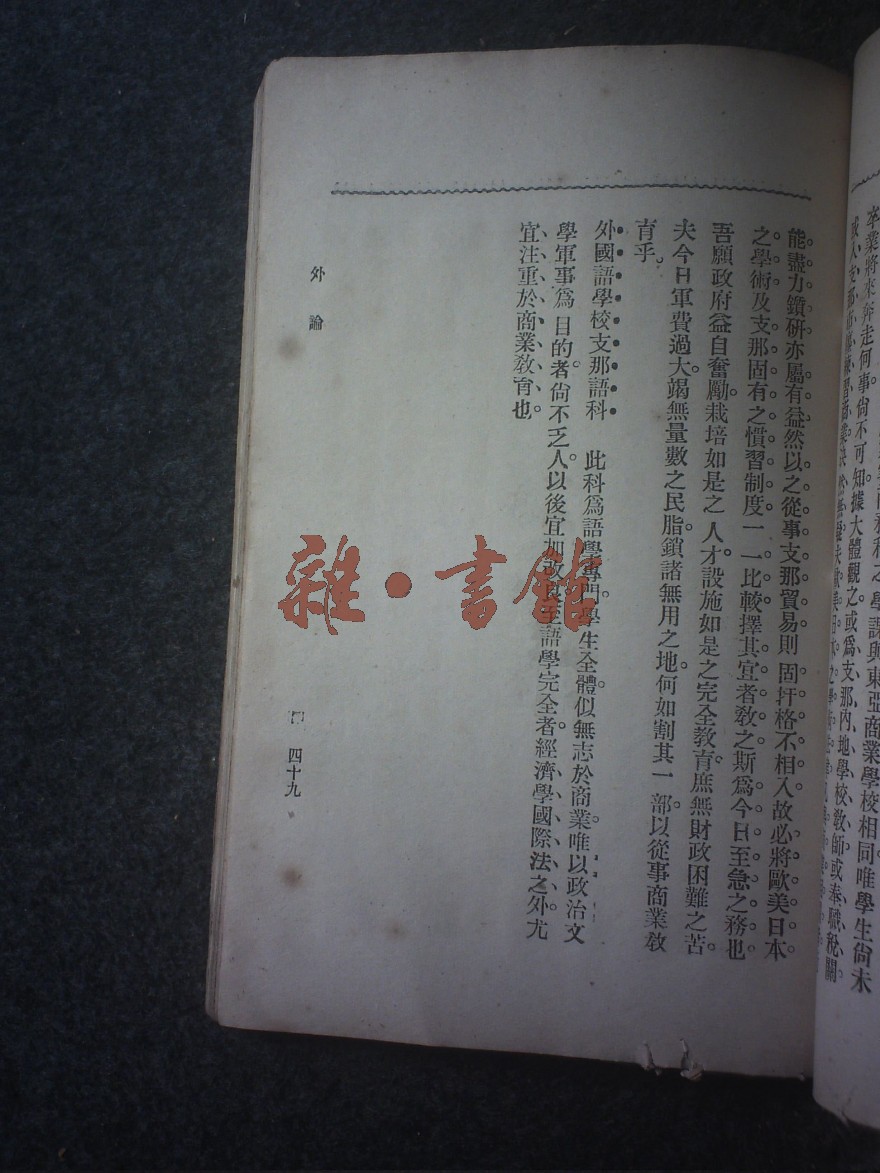 卒業將來奔走何事尙不可知據大體觀之或爲支那內地學校敎師或奉職稅關
能盡力鑽硏亦屬有益然以之從事支那貿易則固扞格不相入故必將歐美日本
之學術及支那固有之慣習制度一一比較擇其宜者敎之斯爲今日至急之務也
吾願政府益自奮勵栽培如是之人才設施如是之完全敎育庶無財政困難之苦
夫今日軍費過大竭無量數之民脂鎖諸無用之地何如割其一部以從事商業敎
育乎。
外國語學校支那語科 此科爲語學專門。學生全體似無志於商業唯以政治文
學軍事爲目的者尙不乏人以後宜加改良至語學完全者經濟學國際法之外尤
宜注重於商業敎育也。
外論
四十九
雜·書館